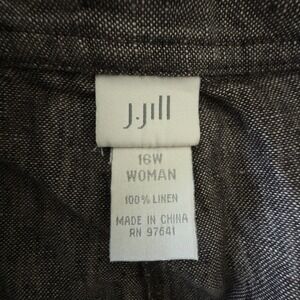 J.Jill
16W
WOMAN
100% LINEN
MADE IN CHINA
RN 97641